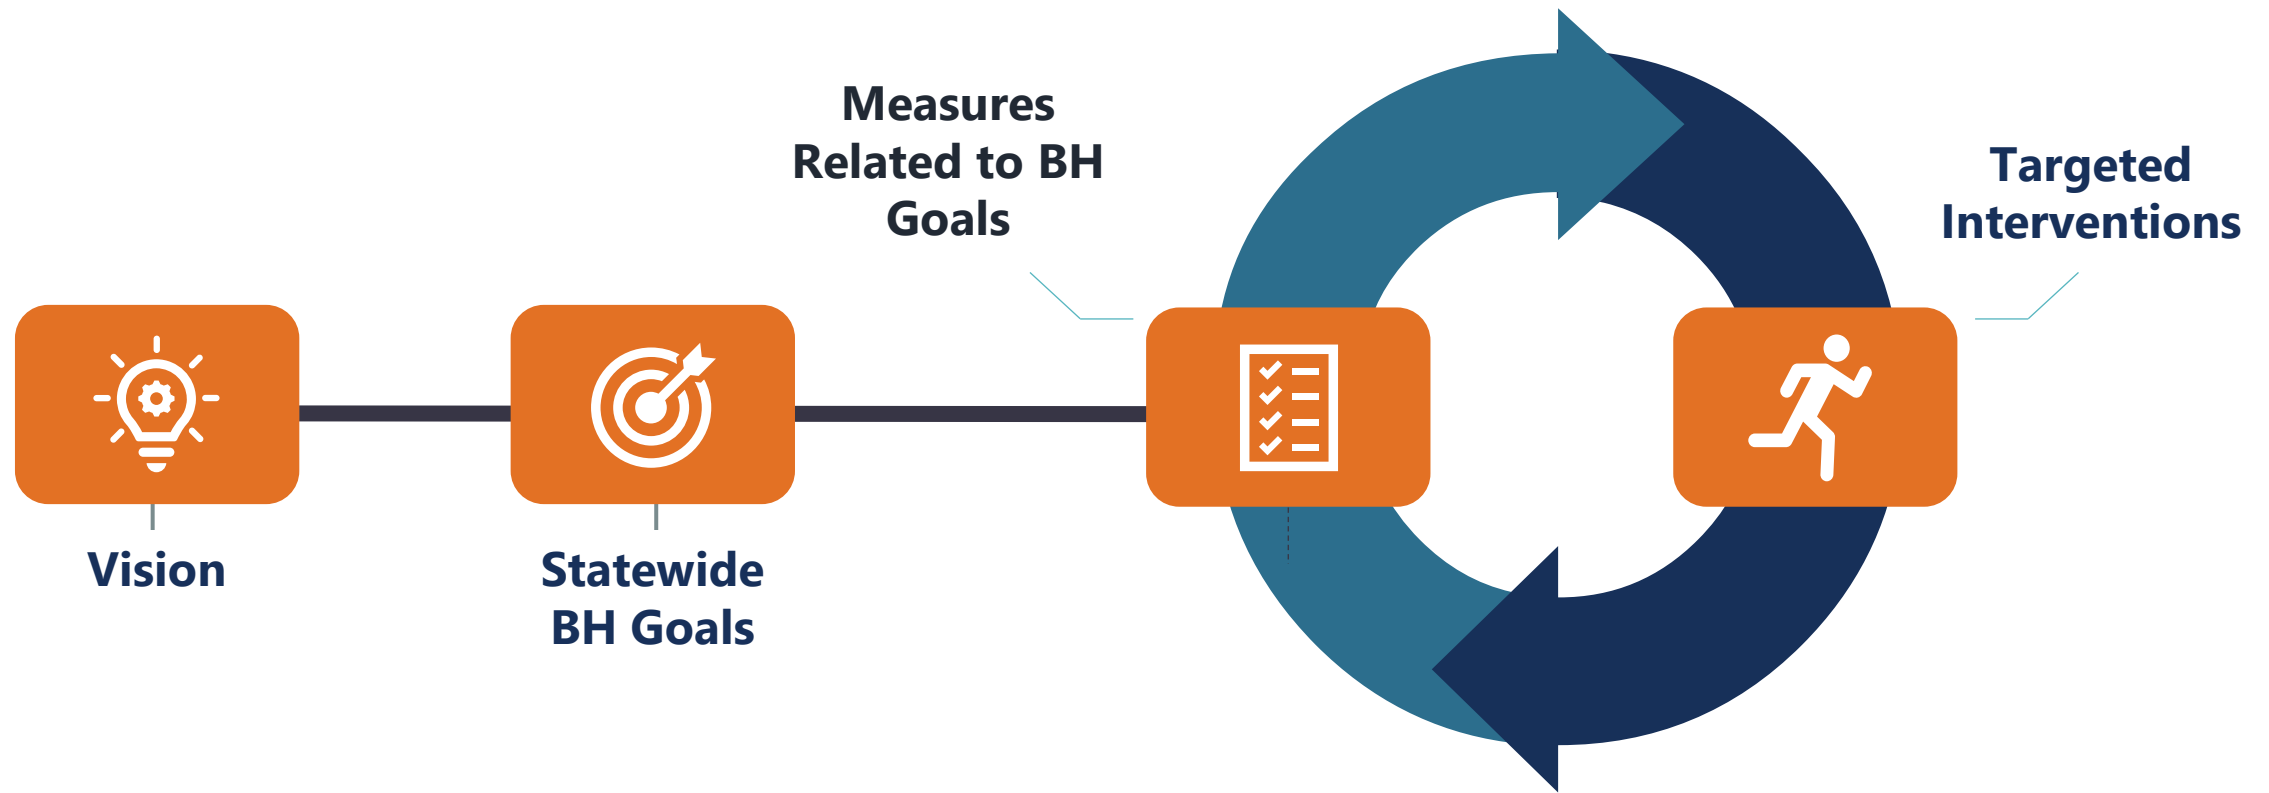 Vision
Statewide
BH Goals
Measures
Related to BH
Goals
Targeted
Interventions